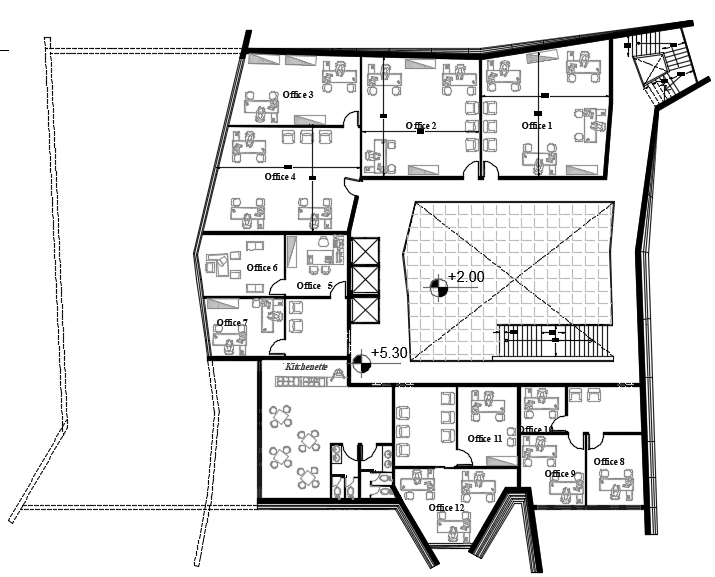 Office 3
Office 2
Office 1
Office 4
Office 6
Office 5
+2.00
Office 7
+5.30
Kitchenette
Office 10
Office 11
Office 9
Office 8
Office 12